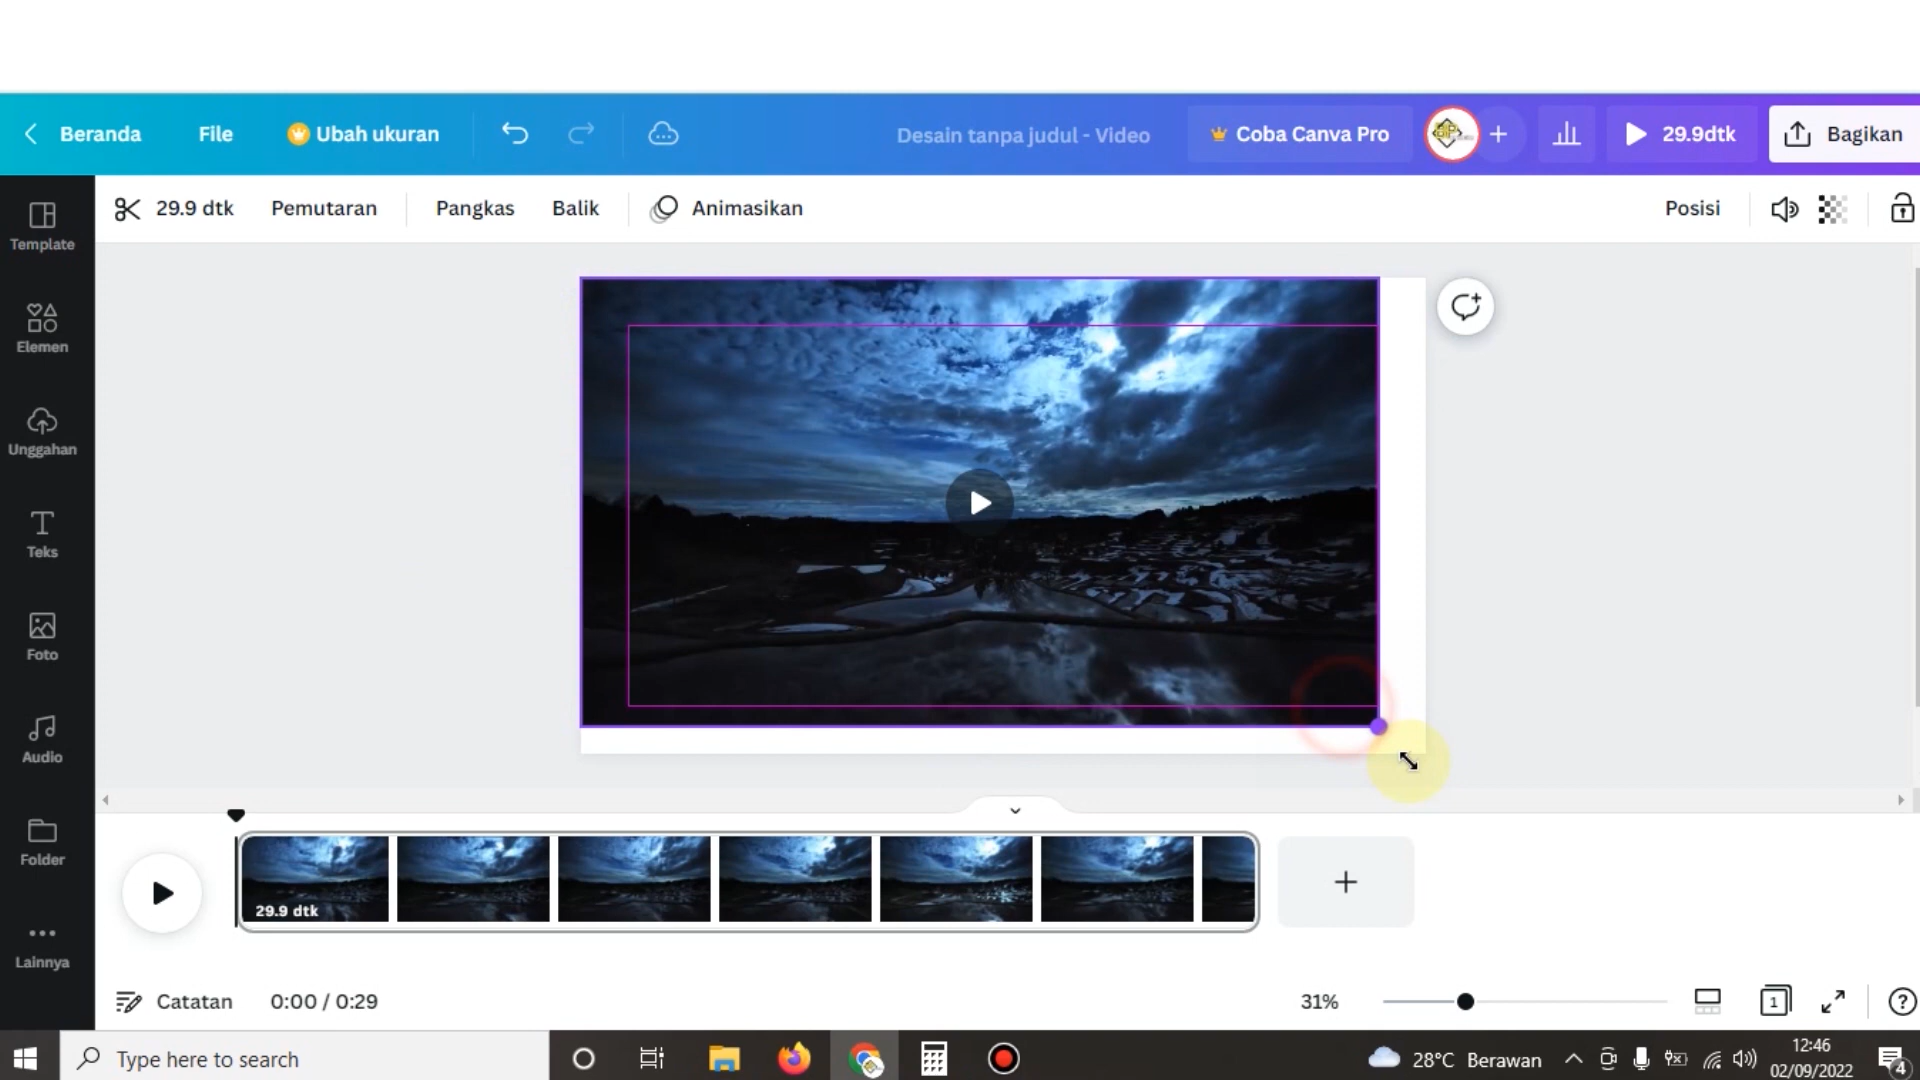 Beranda File Ubah ukuran Desain tanpa judul - Video Coba Canva Pro 29.9dtk Bagikan
29.9 dtk Pemutaran Pangkas Balik Animasikan Posisi
Template
Elemen
Unggahan
Teks
Foto
Audio
Folder
Lainnya
29.9 dtk
Catatan 0:00 / 0:29 31% 1
Type here to search 28°C Berawan 12:46
02/09/2022 4